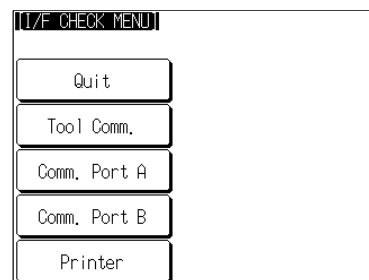 [I/F CHECK MENU]
Quit
Tool Comm.
Comm. Port A
Comm. Port B
Printer